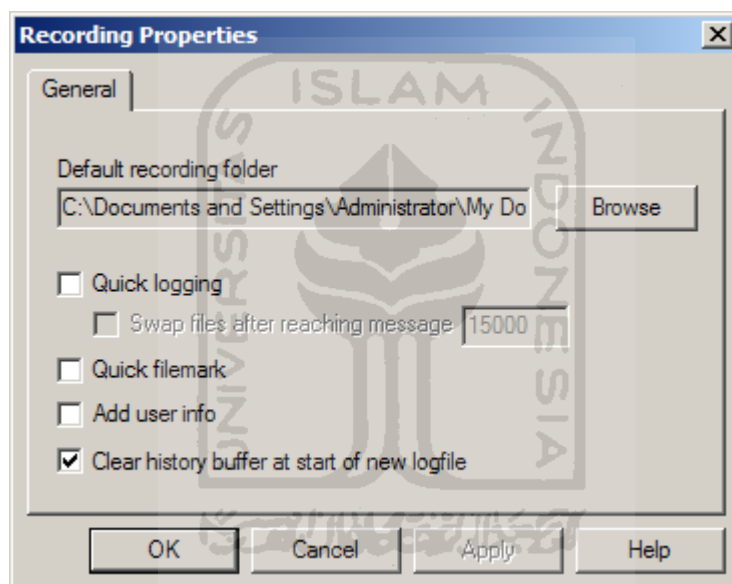 Recording Properties
General
ISLAM
UNIVERSITAS
INDONESIA
Default recording folder
C:\Documents and Settings\Administrator\My Do
Browse
Quick logging
Swap files after reaching message 15000
Quick filemark
Add user info
Clear history buffer at start of new logfile
OK Cancel Apply Help